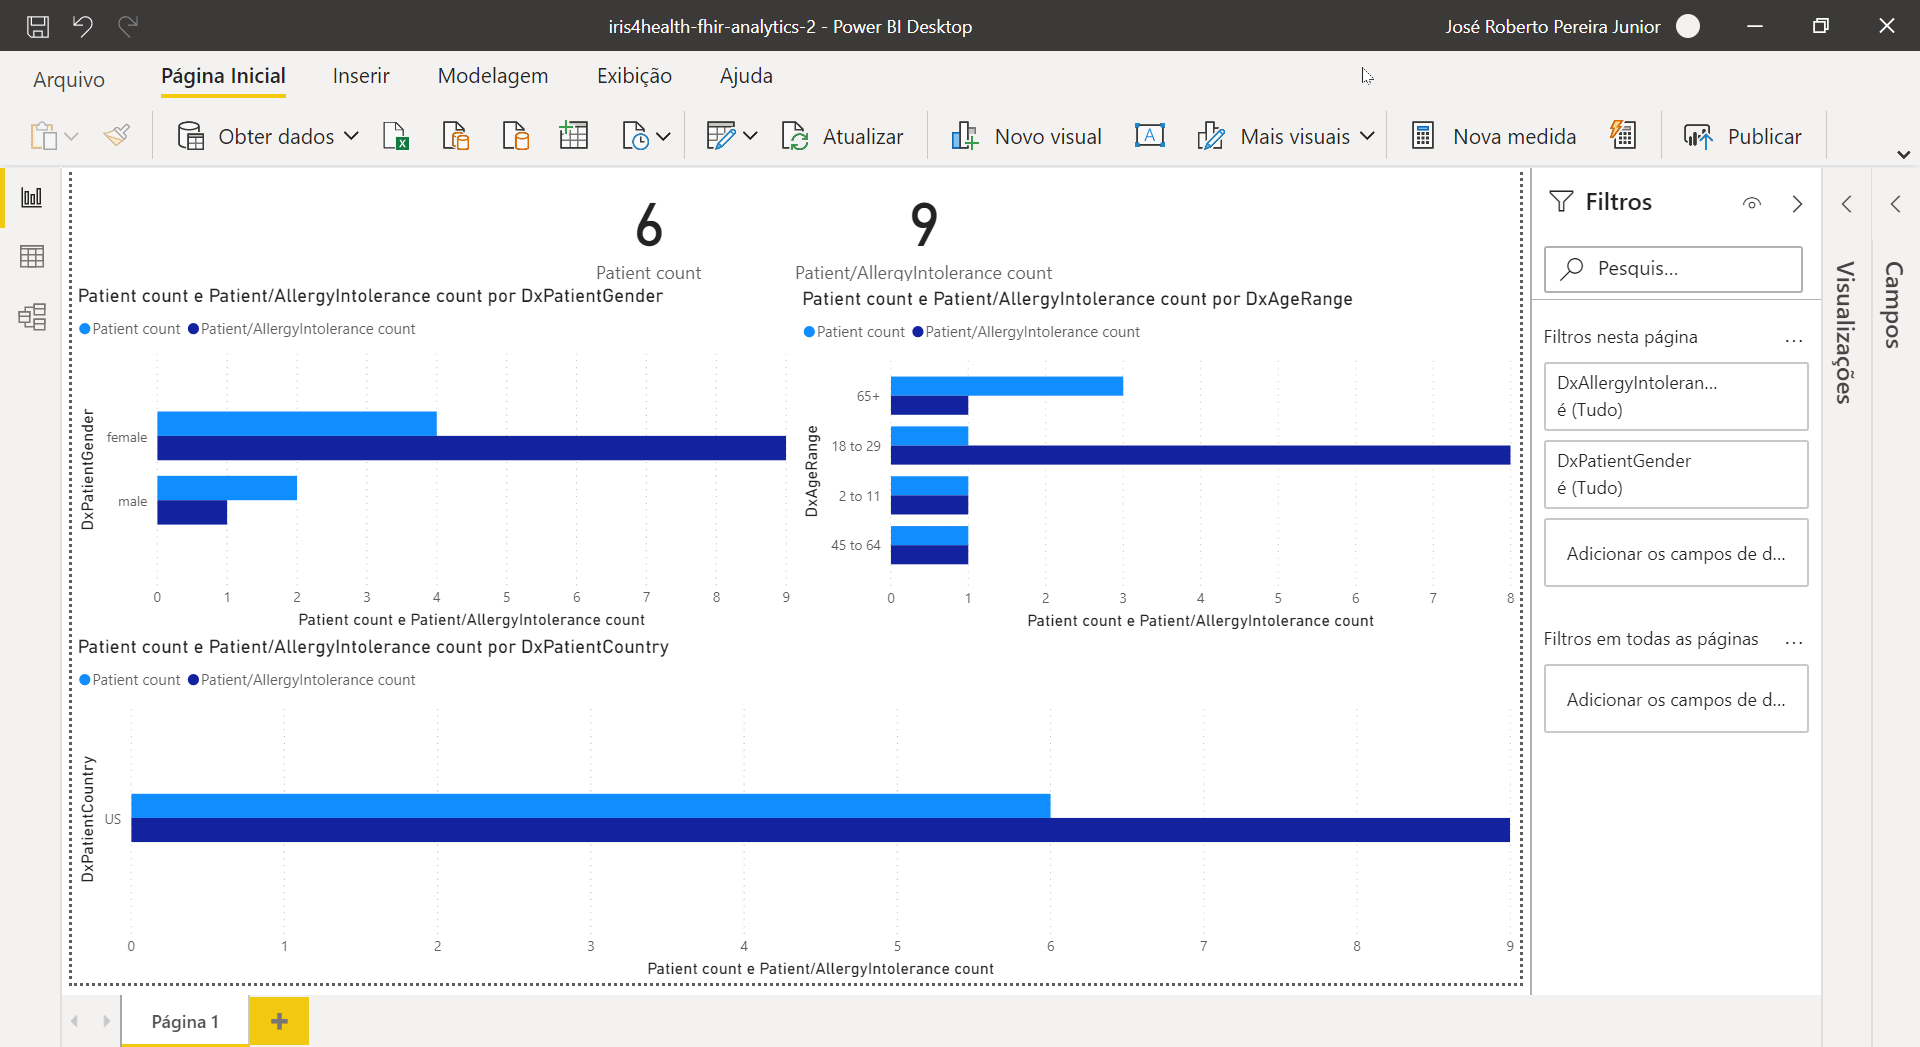 iris4health-fhir-analytics-2 - Power BI Desktop
José Roberto Pereira Junior
Arquivo
Página Inicial
Inserir
Modelagem
Exibição
Ajuda
Obter dados
Atualizar
Novo visual
Mais visuais
Nova medida
Publicar
6
Patient count
9
Patient/AllergyIntolerance count
Patient count e Patient/AllergyIntolerance count por DxPatientGender
Patient count Patient/AllergyIntolerance count
DxPatientGender
female
male
0 1 2 3 4 5 6 7 8 9
Patient count e Patient/AllergyIntolerance count
Patient count e Patient/AllergyIntolerance count por DxAgeRange
Patient count Patient/AllergyIntolerance count
DxAgeRange
65+
18 to 29
2 to 11
45 to 64
0 1 2 3 4 5 6 7 8
Patient count e Patient/AllergyIntolerance count
Patient count e Patient/AllergyIntolerance count por DxPatientCountry
Patient count Patient/AllergyIntolerance count
DxPatientCountry
US
0 1 2 3 4 5 6 7 8 9
Patient count e Patient/AllergyIntolerance count
Filtros
Pesquis...
Filtros nesta página
...
DxAllergyIntoleran...
é (Tudo)
DxPatientGender
é (Tudo)
Adicionar os campos de d...
Filtros em todas as páginas
...
Adicionar os campos de d...
Visualizações
Campos
Página 1